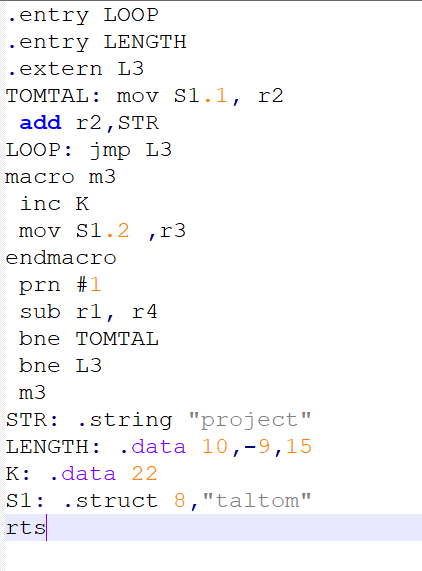 .entry LOOP
.entry LENGTH
.extern L3
TOMTAL: mov S1.1, r2
 add r2,STR
LOOP: jmp L3
macro m3
 inc K
 mov S1.2 ,r3
endmacro
 prn #1
 sub r1, r4
 bne TOMTAL
 bne L3
 m3
STR: .string "project"
LENGTH: .data 10,-9,15
K: .data 22
S1: .struct 8,"taltom"
rts